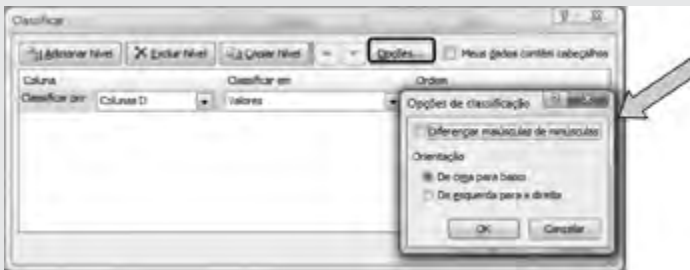 Classificar
Adicionar Nível Excluir Nível Copiar Nível Opções... Meus dados contêm cabeçalhos
Coluna Classificar em Ordem
Classificar por Coluna D Valores
Opções de classificação
Diferençar maiúsculas de minúsculas
Orientação
De cima para baixo
Da esquerda para a direita
OK Cancelar